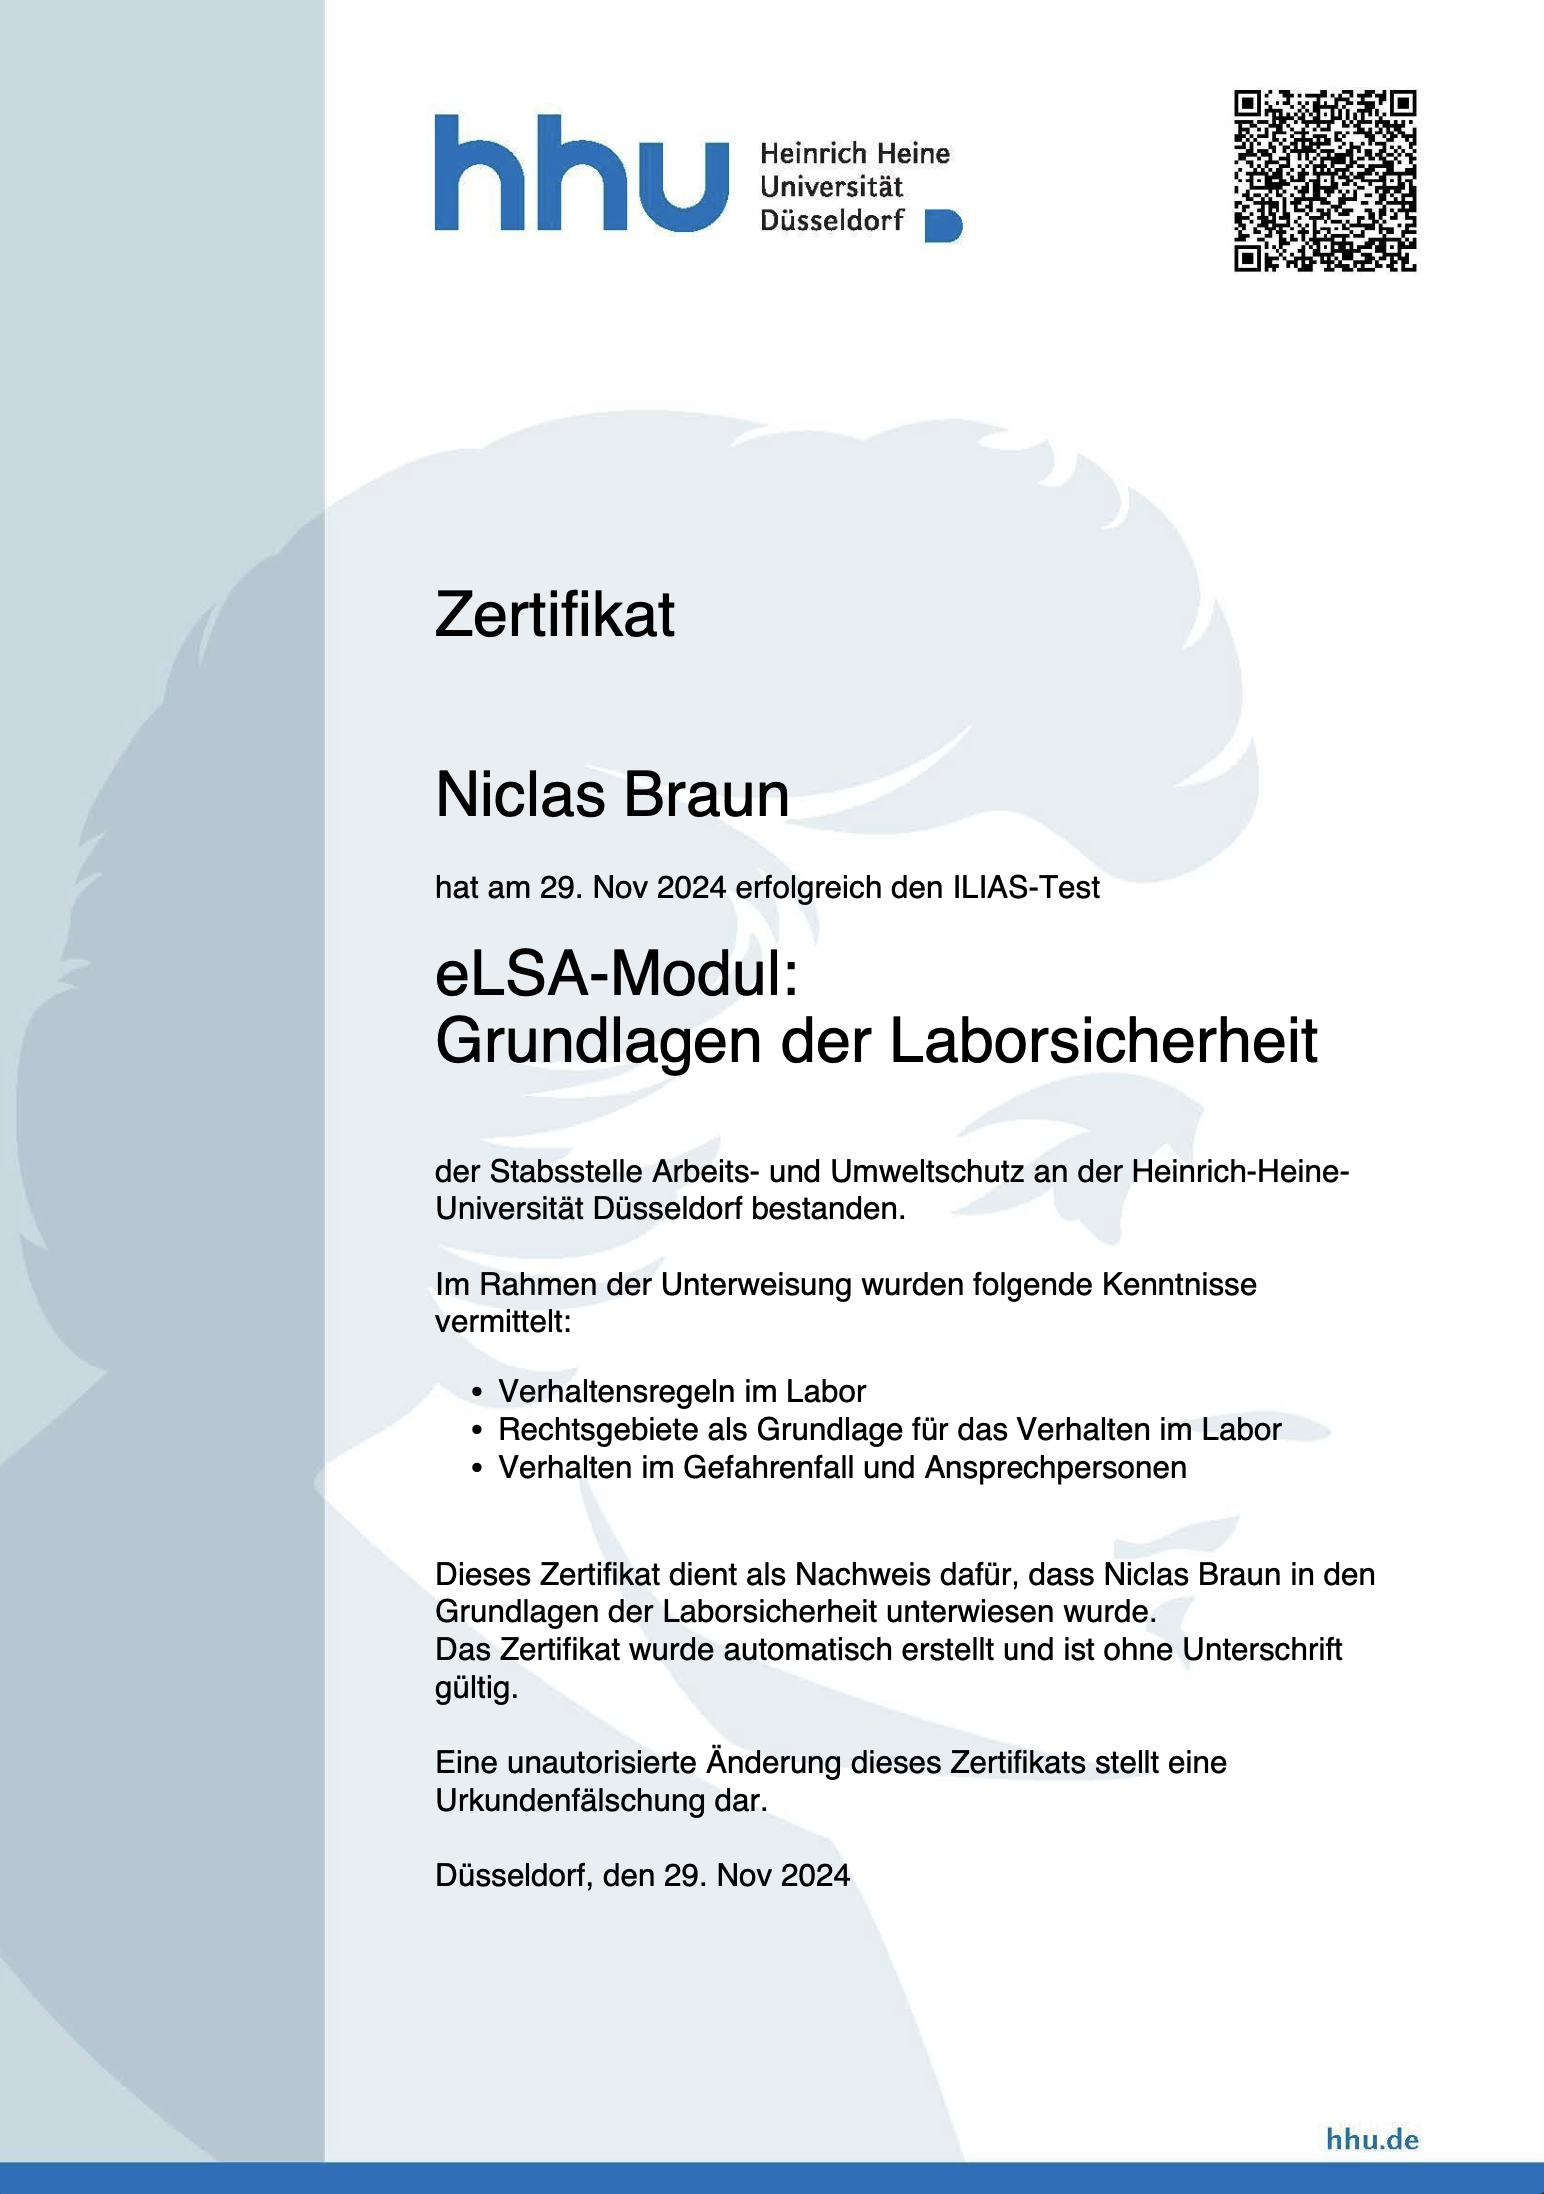 hhu Heinrich Heine
Universität
Düsseldorf
Zertifikat
Niclas Braun
hat am 29. Nov 2024 erfolgreich den ILIAS-Test
eLSA-Modul:
Grundlagen der Laborsicherheit
der Stabsstelle Arbeits- und Umweltschutz an der Heinrich-Heine-
Universität Düsseldorf bestanden.
Im Rahmen der Unterweisung wurden folgende Kenntnisse
vermittelt:
• Verhaltensregeln im Labor
• Rechtsgebiete als Grundlage für das Verhalten im Labor
• Verhalten im Gefahrenfall und Ansprechpersonen
Dieses Zertifikat dient als Nachweis dafür, dass Niclas Braun in den
Grundlagen der Laborsicherheit unterwiesen wurde.
Das Zertifikat wurde automatisch erstellt und ist ohne Unterschrift
gültig.
Eine unautorisierte Änderung dieses Zertifikats stellt eine
Urkundenfälschung dar.
Düsseldorf, den 29. Nov 2024
hhu.de